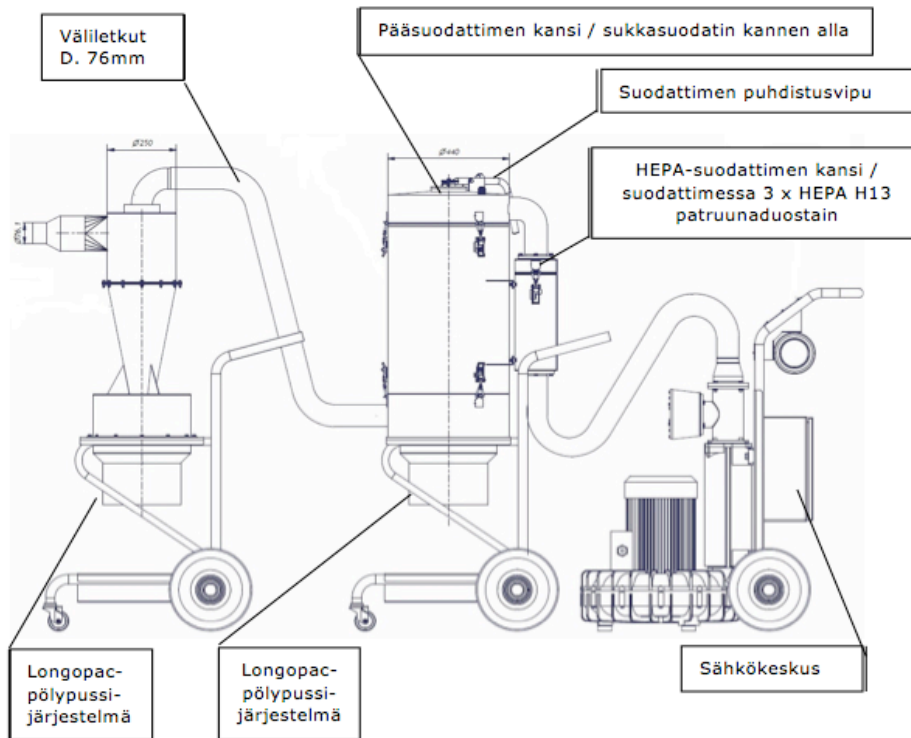 Väliletkut
D. 76mm
Pääsuodattimen kansi / sukkasuodatin kannen alla
Suodattimen puhdistusvipu
HEPA-suodattimen kansi /
suodattimessa 3 x HEPA H13
patruunaduostain
Ø250
Ø440
Longopac-
pölypussi-
järjestelmä
Longopac-
pölypussi-
järjestelmä
Sähkökeskus